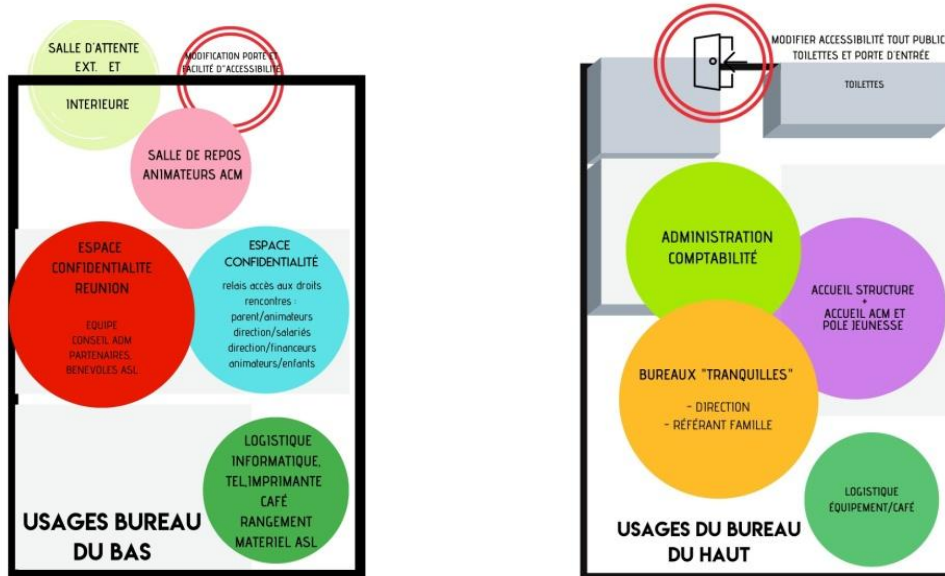 SALLE D'ATTENTE
EXT. ET
INTERIEURE
MODIFICATION PORTE ET
FACILITÉ D"ACCESSIBILITÉ
SALLE DE REPOS
ANIMATEURS ACM
ESPACE
CONFIDENTIALITE
REUNION
EQUIPE
CONSEIL ADM
PARTENAIRES,
BENEVOLES ASL
ESPACE
CONFIDENTIALITÉ
relais accès aux droits
rencontres :
parent/animateurs
direction/salariés
direction/financeurs
animateurs/enfants
LOGISTIQUE
INFORMATIQUE,
TEL,IMPRIMANTE
CAFÉ
RANGEMENT
MATERIEL ASL
USAGES BUREAU
DU BAS
MODIFIER ACCESSIBILITÉ TOUT PUBLIC
TOILETTES ET PORTE D'ENTRÉE
TOILETTES
ADMINISTRATION
COMPTABILITÉ
ACCUEIL STRUCTURE
+
ACCUEIL ACM ET
POLE JEUNESSE
BUREAUX "TRANQUILLES"
- DIRECTION
- RÉFÉRANT FAMILLE
LOGISTIQUE
ÉQUIPEMENT/CAFÉ
USAGES DU BUREAU
DU HAUT